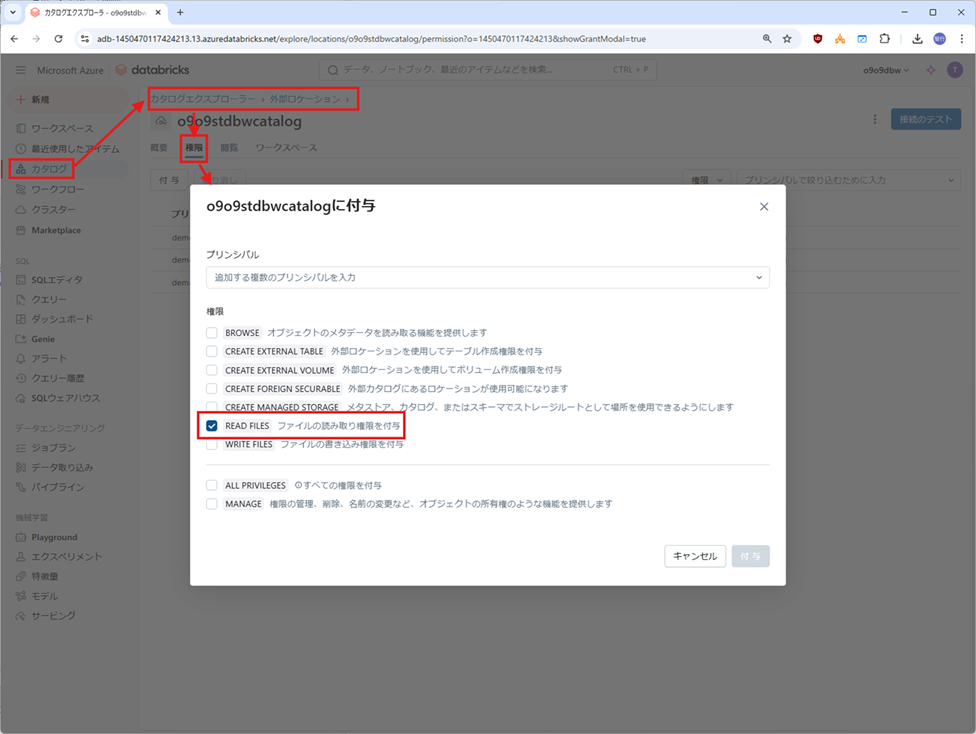 カタログエクスプローラ - o9o9stdbw
adb-1450470117424213.13.azuredatabricks.net/explore/locations/o9o9stdbwcatalog/permission?o=1450470117424213&showGrantModal=true
Microsoft Azure databricks
データ、ノートブック、最近のアイテムなどを検索... CTRL + P
o9o9dbw
T
新規
ワークスペース
最近使用したアイテム
カタログ
ワークフロー
クラスター
Marketplace
SQL
SQLエディタ
クエリー
ダッシュボード
Genie
アラート
クエリー履歴
SQLウェアハウス
データエンジニアリング
ジョブラン
データ取り込み
パイプライン
機械学習
Playground
エクスペリメント
特徴量
モデル
サービング
カタログエクスプローラー › 外部ロケーション ›
o9o9stdbwcatalog
接続のテスト
概要 権限 閲覧 ワークスペース
付与 取り消し 権限 プリンシパルで絞り込むために入力
プリ
dem
dem
dem
o9o9stdbwcatalogに付与
プリンシパル
追加する複数のプリンシパルを入力
権限
BROWSE オブジェクトのメタデータを読み取る機能を提供します
CREATE EXTERNAL TABLE 外部ロケーションを使用してテーブル作成権限を付与
CREATE EXTERNAL VOLUME 外部ロケーションを使用してボリューム作成権限を付与
CREATE FOREIGN SECURABLE 外部カタログにあるロケーションが使用可能になります
CREATE MANAGED STORAGE メタストア、カタログ、またはスキーマでストレージルートとして場所を使用できるようにします
READ FILES ファイルの読み取り権限を付与
WRITE FILES ファイルの書き込み権限を付与
ALL PRIVILEGES すべての権限を付与
MANAGE 権限の管理、削除、名前の変更など、オブジェクトの所有権のような機能を提供します
キャンセル 付与